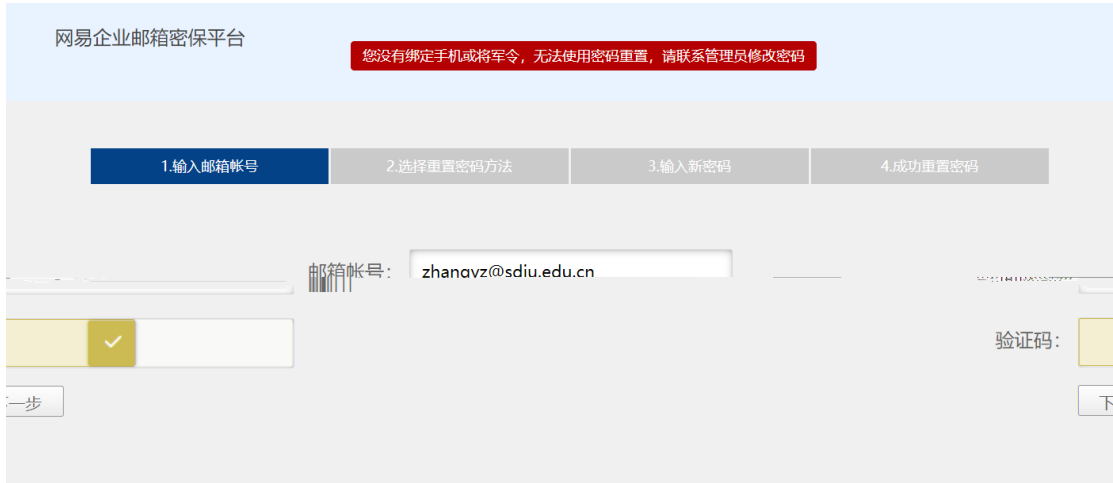 网易企业邮箱密保平台
您没有绑定手机或将军令，无法使用密码重置，请联系管理员修改密码
1.输入邮箱帐号
2.选择重置密码方法
3.输入新密码
4.成功重置密码
邮箱帐号：
zhangyz@sdju.edu.cn
验证码：
一步
下